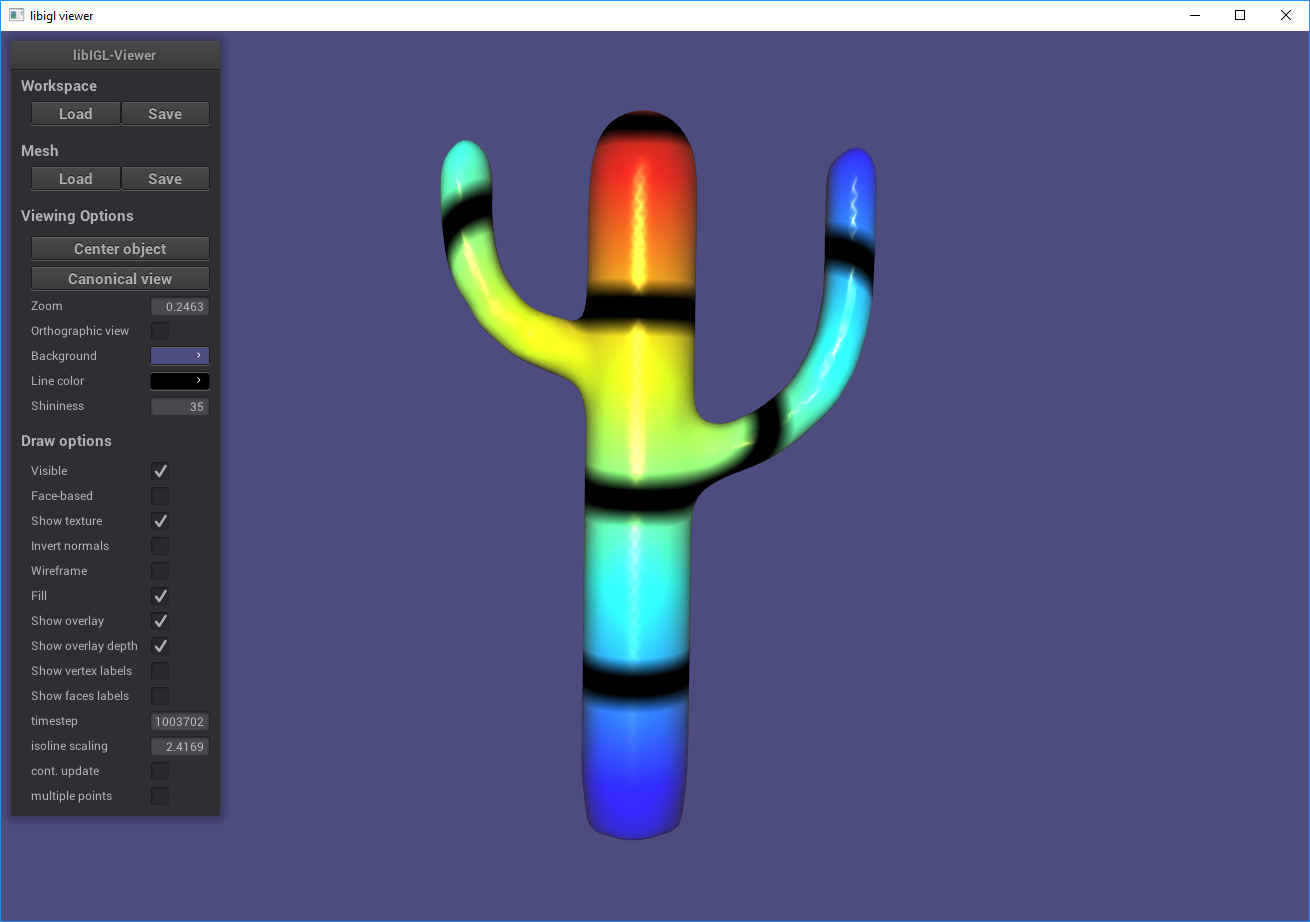 libigl viewer
libIGL-Viewer
Workspace
Load Save
Mesh
Load Save
Viewing Options
Center object
Canonical view
Zoom 0.2463
Orthographic view
Background
Line color
Shininess 35
Draw options
Visible
Face-based
Show texture
Invert normals
Wireframe
Fill
Show overlay
Show overlay depth
Show vertex labels
Show faces labels
timestep 1003702
isoline scaling 2.4169
cont. update
multiple points